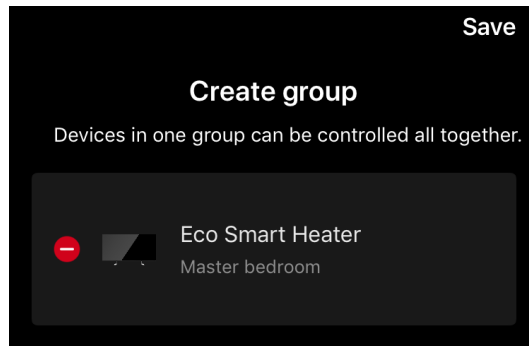 Save
Create group
Devices in one group can be controlled all together.
Eco Smart Heater
Master bedroom